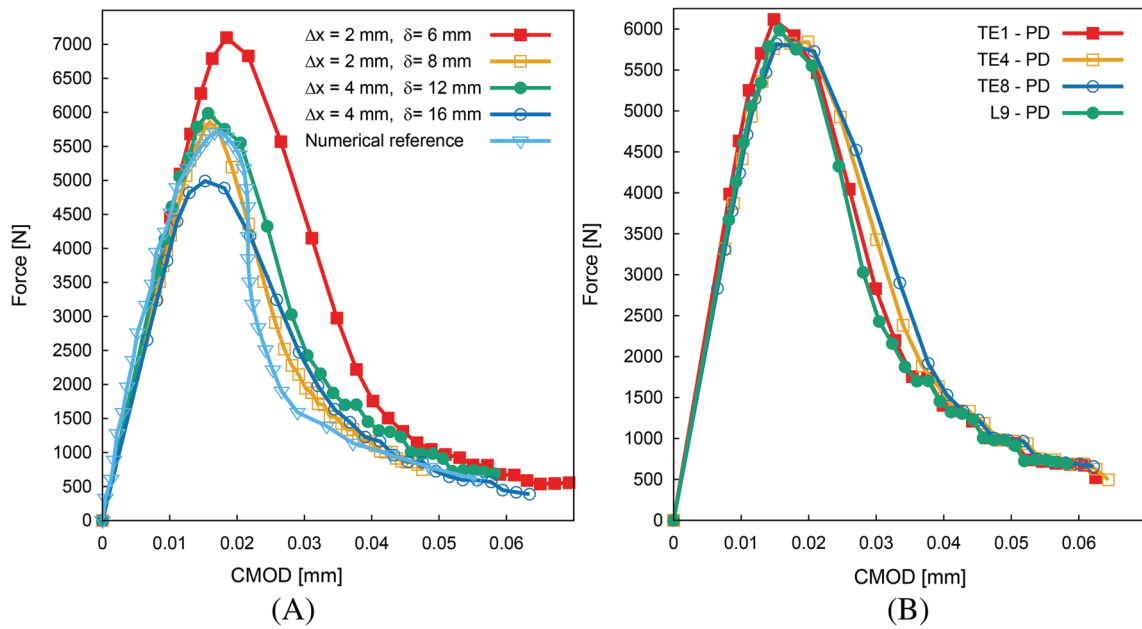 Δx = 2 mm, δ= 6 mm
Δx = 2 mm, δ= 8 mm
Δx = 4 mm, δ= 12 mm
Δx = 4 mm, δ= 16 mm
Numerical reference
7000
6500
6000
5500
5000
4500
4000
3500
3000
2500
2000
1500
1000
500
0
Force [N]
0 0.01 0.02 0.03 0.04 0.05 0.06
CMOD [mm]
(A)
TE1 - PD
TE4 - PD
TE8 - PD
L9 - PD
6000
5500
5000
4500
4000
3500
3000
2500
2000
1500
1000
500
0
Force [N]
0 0.01 0.02 0.03 0.04 0.05 0.06
CMOD [mm]
(B)